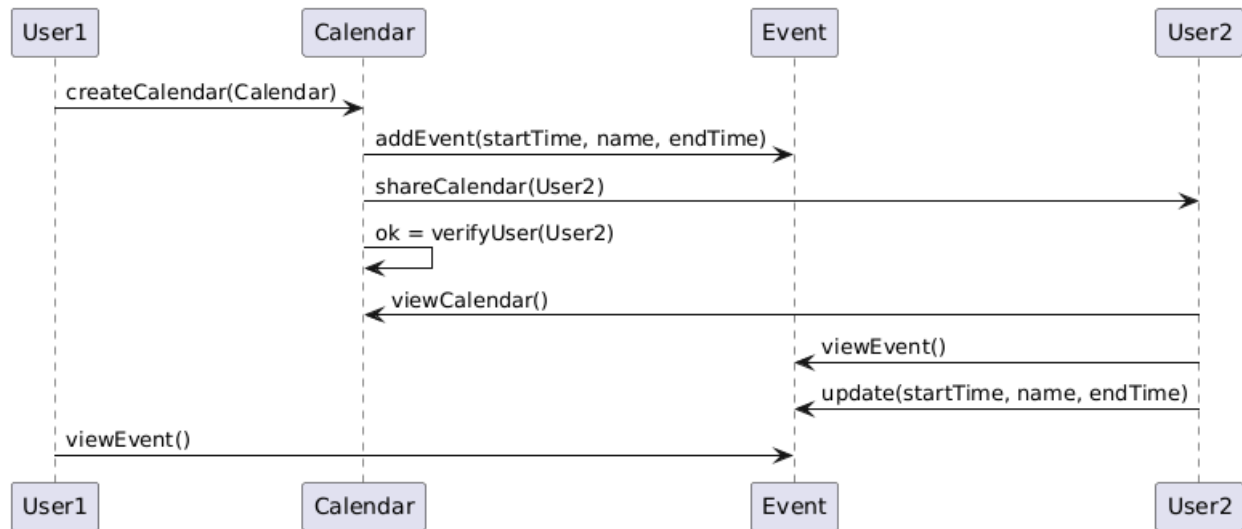 User1
Calendar
Event
User2
createCalendar(Calendar)
addEvent(startTime, name, endTime)
shareCalendar(User2)
ok = verifyUser(User2)
viewCalendar()
viewEvent()
update(startTime, name, endTime)
viewEvent()
User1
Calendar
Event
User2